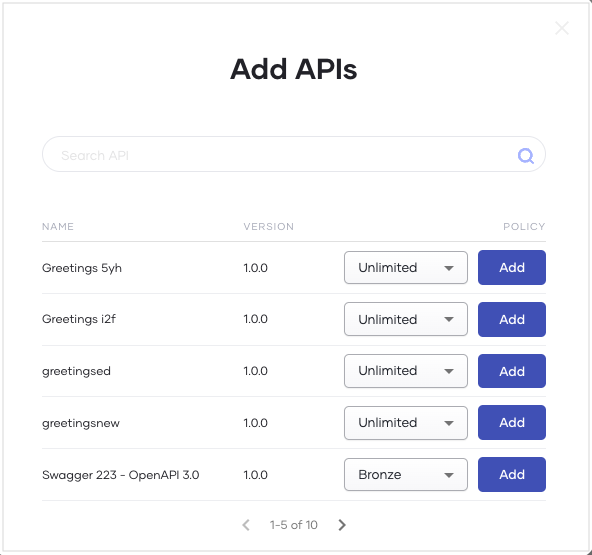 Add APIs
Search API
NAME VERSION POLICY
Greetings 5yh 1.0.0 Unlimited Add
Greetings i2f 1.0.0 Unlimited Add
greetingsed 1.0.0 Unlimited Add
greetingsnew 1.0.0 Unlimited Add
Swagger 223 - OpenAPI 3.0 1.0.0 Bronze Add
1-5 of 10